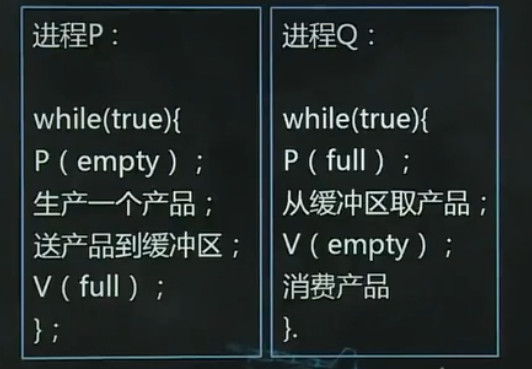 进程P：
while(true){
P（empty）；
生产一个产品；
送产品到缓冲区；
V（full）；
}；
进程Q：
while(true){
P（full）；
从缓冲区取产品；
V（empty）；
消费产品
}.